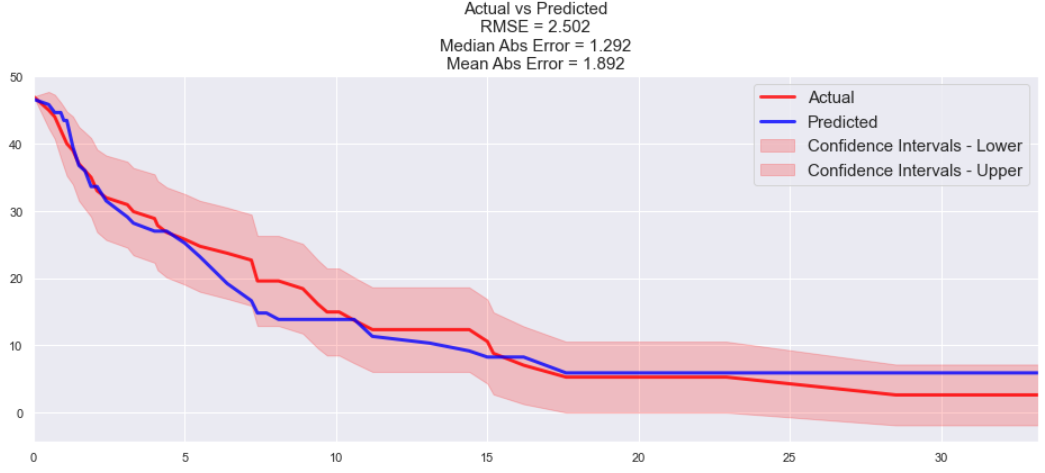 Actual vs Predicted
RMSE = 2.502
Median Abs Error = 1.292
Mean Abs Error = 1.892
Actual
Predicted
Confidence Intervals - Lower
Confidence Intervals - Upper
50
40
30
20
10
0
0 5 10 15 20 25 30